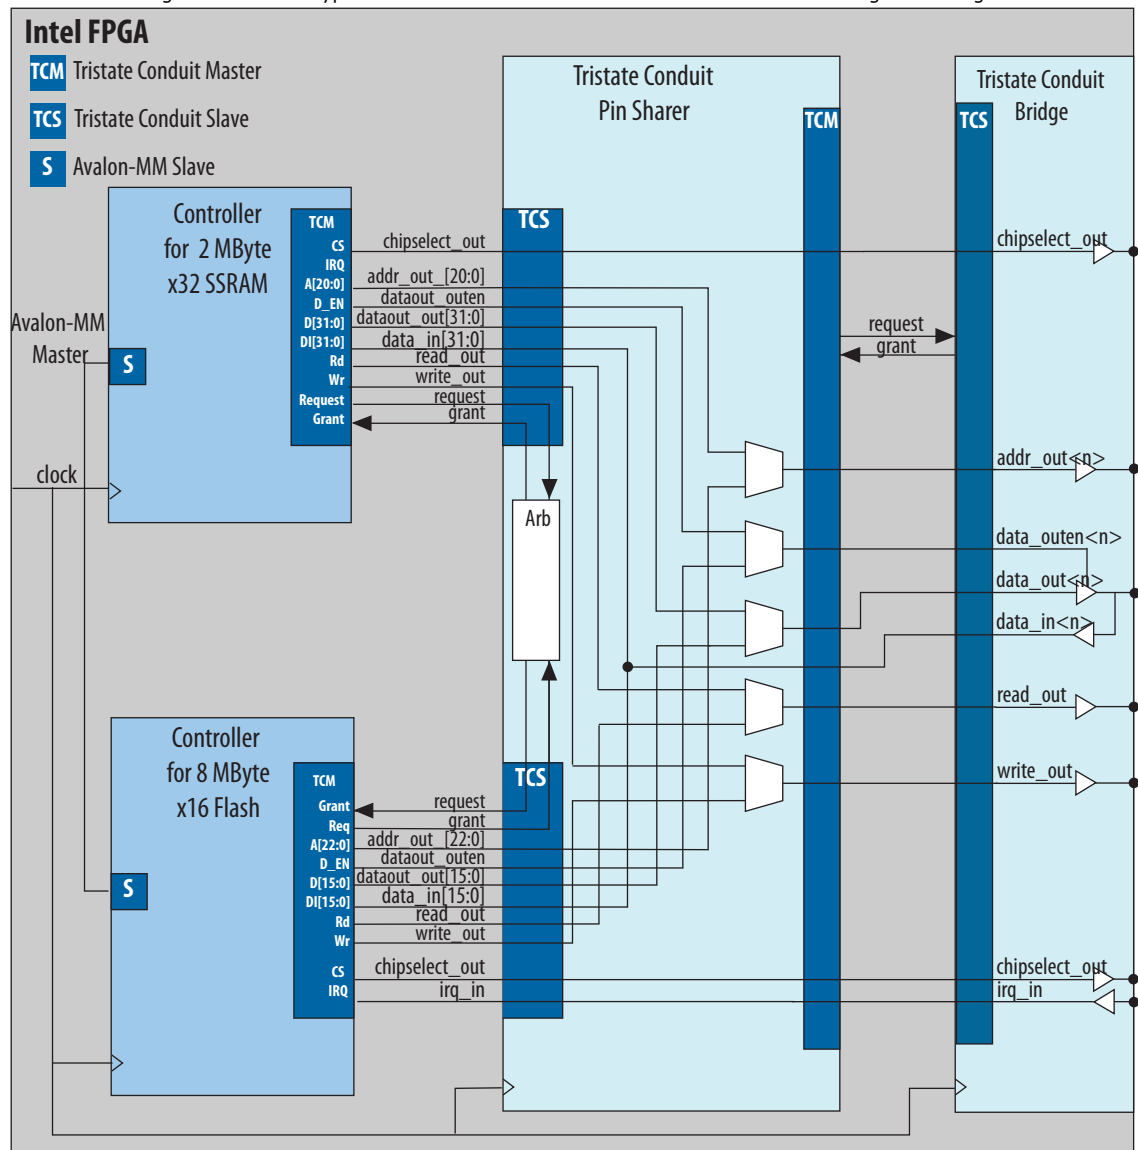 Intel FPGA
TCM Tristate Conduit Master
TCS Tristate Conduit Slave
S Avalon-MM Slave
Controller
for 2 MByte
x32 SSRAM
TCM
CS
IRQ
A[20:0]
D_EN
D[31:0]
DI[31:0]
Rd
Wr
Request
Grant
chipselect_out
addr_out_[20:0]
dataout_outen
dataout_out[31:0]
data_in[31:0]
read_out
write_out
request
grant
Avalon-MM
Master
S
clock
Tristate Conduit
Pin Sharer
TCS
TCM
Arb
TCS
request
grant
Tristate Conduit
Bridge
TCS
chipselect_out
addr_out<n>
data_outen<n>
data_out<n>
data_in<n>
read_out
write_out
chipselect_out
irq_in
Controller
for 8 MByte
x16 Flash
S
TCM
Grant
Req
A[22:0]
D_EN
D[15:0]
DI[15:0]
Rd
Wr
CS
IRQ
request
grant
addr_out_[22:0]
dataout_outen
dataout_out[15:0]
data_in[15:0]
read_out
write_out
chipselect_out
irq_in